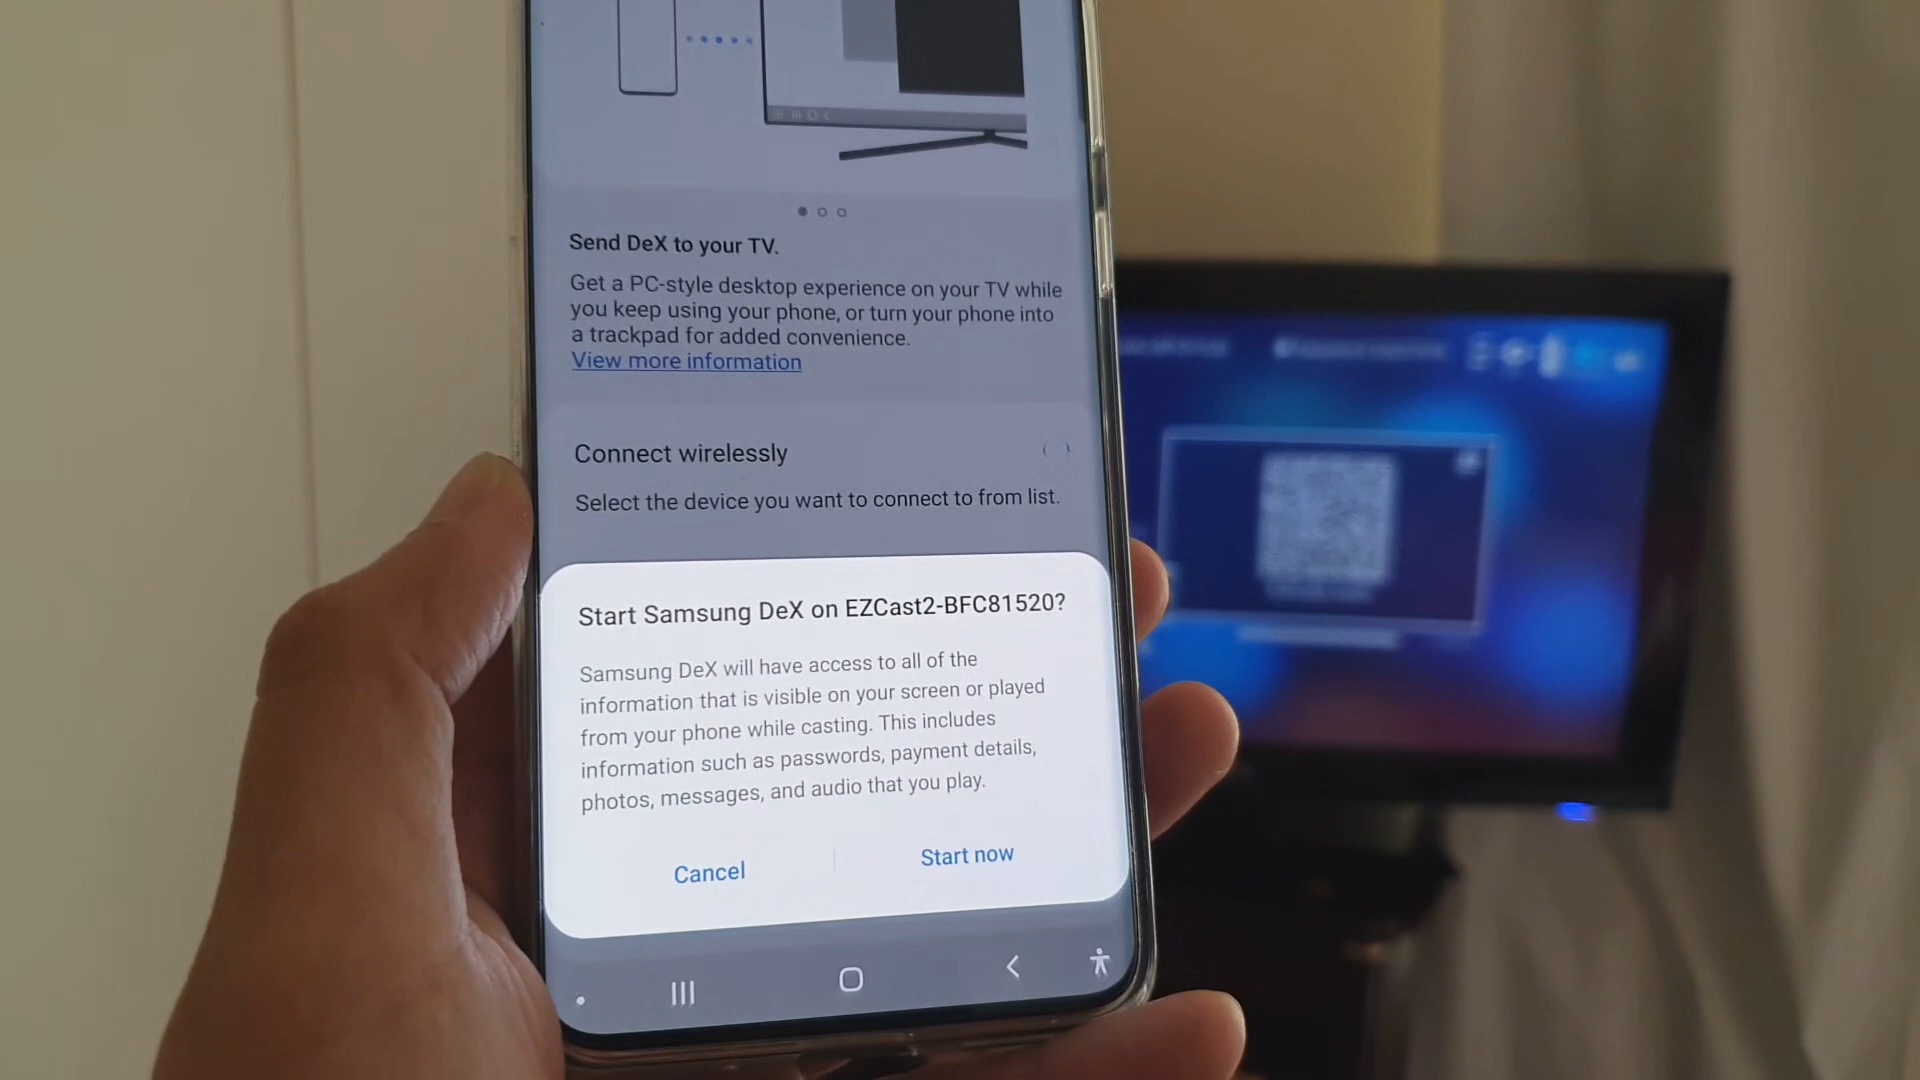 Send DeX to your TV.
Get a PC-style desktop experience on your TV while
you keep using your phone, or turn your phone into
a trackpad for added convenience.
View more information
Connect wirelessly
Select the device you want to connect to from list.
Start Samsung DeX on EZCast2-BFC81520?
Samsung DeX will have access to all of the
information that is visible on your screen or played
from your phone while casting. This includes
information such as passwords, payment details,
photos, messages, and audio that you play.
Cancel
Start now